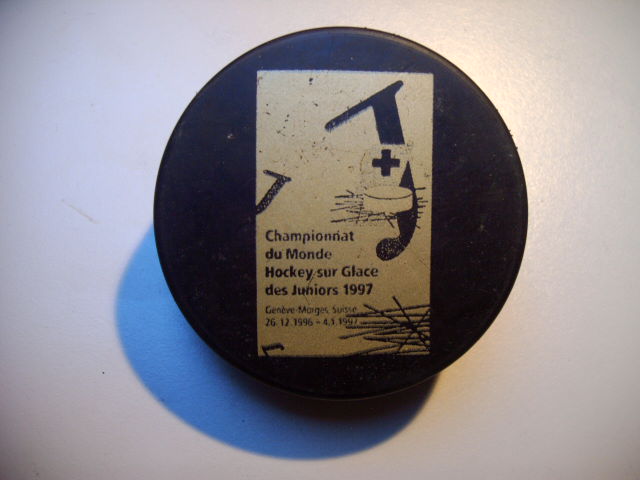 Championnat
du Monde
Hockey sur Glace
des Juniors 1997
Genève-Morges, Suisse
26.12.1996 - 4.1.1997